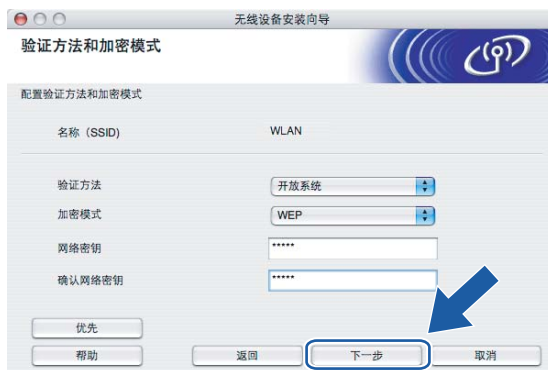 无线设备安装向导
验证方法和加密模式
配置验证方法和加密模式
名称（SSID） WLAN
验证方法 开放系统
加密模式 WEP
网络密钥 *****
确认网络密钥 *****
优先
帮助 返回 下一步 取消